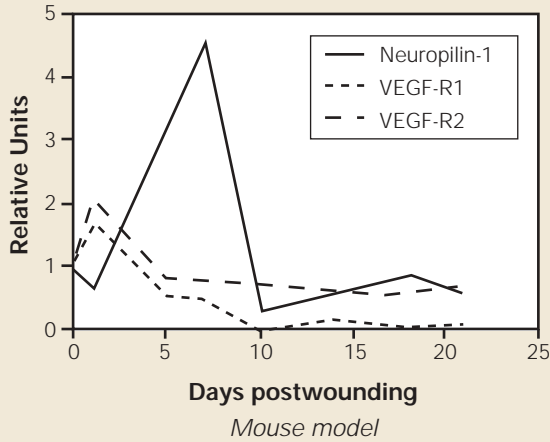 5
4
3
2
1
0
Relative Units
Neuropilin-1
VEGF-R1
VEGF-R2
0 5 10 15 20 25
Days postwounding
Mouse model